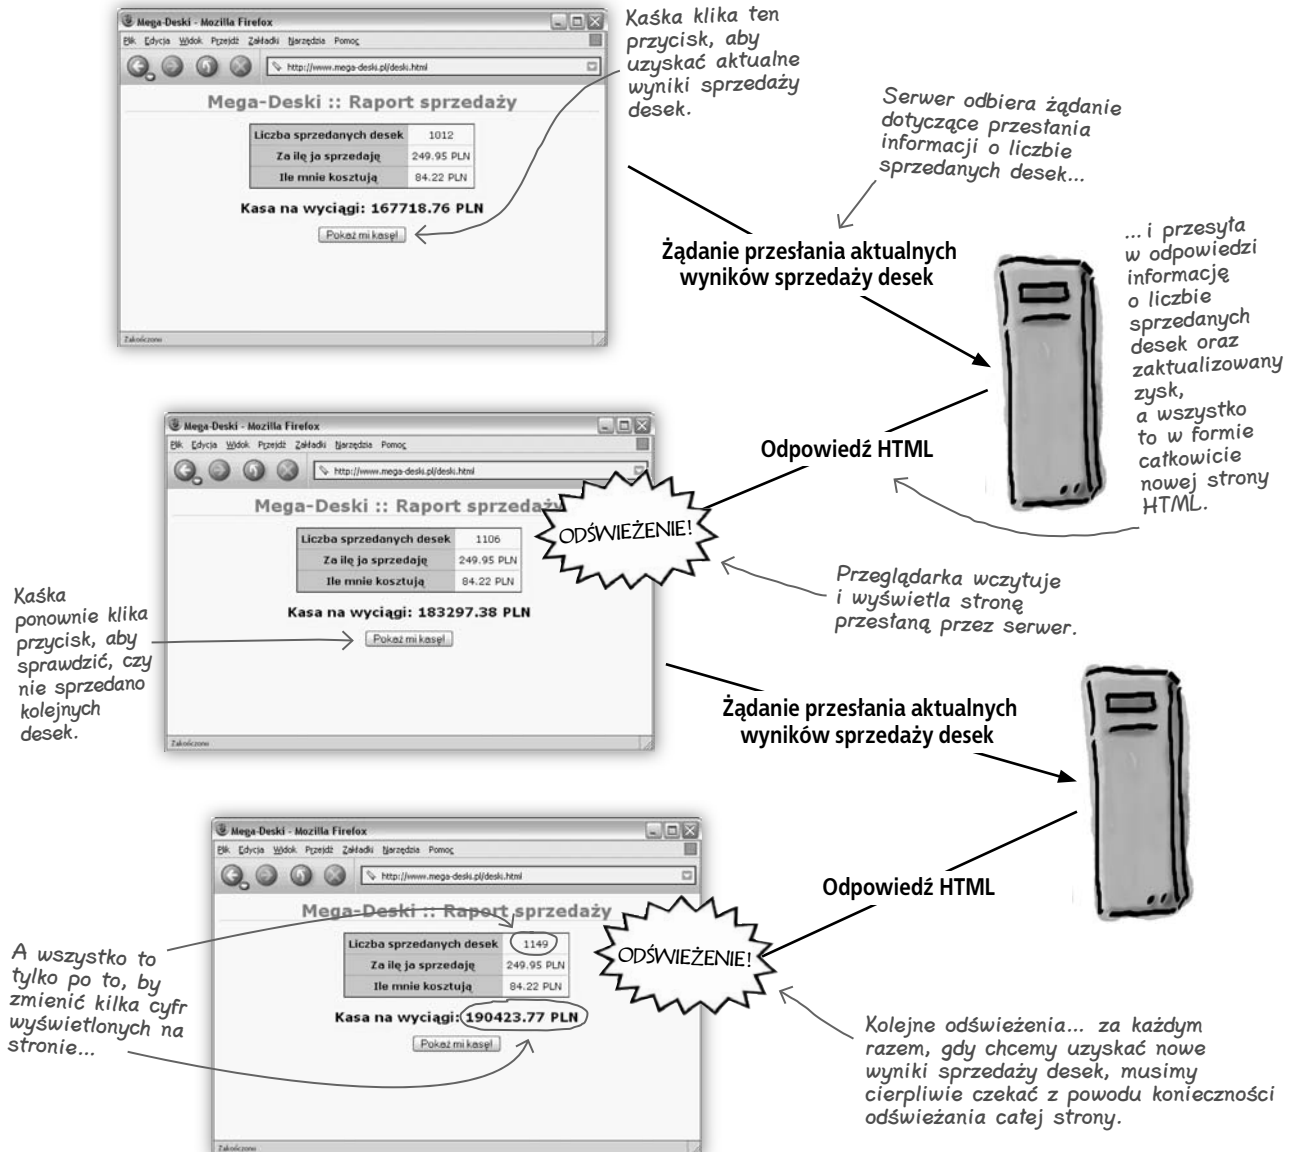 Mega-Deski - Mozilla Firefox
Plik Edycja Widok Przejdź Zakładki Narzędzia Pomoc
http://www.mega-deski.pl/deski.html
Mega-Deski :: Raport sprzedaży
Liczba sprzedanych desek 1012
Za ilę ja sprzedaję 249.95 PLN
Ile mnie kosztują 84.22 PLN
Kasa na wyciągi: 167718.76 PLN
Pokaż mi kasę!
Zakończono
Kaśka klika ten
przycisk, aby
uzyskać aktualne
wyniki sprzedaży
desek.
Serwer odbiera żądanie
dotyczące przesłania
informacji o liczbie
sprzedanych desek...
Żądanie przesłania aktualnych
wyników sprzedaży desek
... i przesyła
w odpowiedzi
informację
o liczbie
sprzedanych
desek oraz
zaktualizowany
zysk,
a wszystko
to w formie
całkowicie
nowej strony
HTML.
Odpowiedź HTML
Mega-Deski - Mozilla Firefox
Plik Edycja Widok Przejdź Zakładki Narzędzia Pomoc
http://www.mega-deski.pl/deski.html
Mega-Deski :: Raport sprzedaży
Liczba sprzedanych desek 1106
Za ilę ja sprzedaję 249.95 PLN
Ile mnie kosztują 84.22 PLN
Kasa na wyciągi: 183297.38 PLN
Pokaż mi kasę!
Zakończono
ODŚWIEŻENIE!
Przeglądarka wczytuje
i wyświetla stronę
przesłaną przez serwer.
Kaśka
ponownie klika
przycisk, aby
sprawdzić, czy
nie sprzedano
kolejnych
desek.
Żądanie przesłania aktualnych
wyników sprzedaży desek
Odpowiedź HTML
Mega-Deski - Mozilla Firefox
Plik Edycja Widok Przejdź Zakładki Narzędzia Pomoc
http://www.mega-deski.pl/deski.html
Mega-Deski :: Raport sprzedaży
Liczba sprzedanych desek 1149
Za ilę ja sprzedaję 249.95 PLN
Ile mnie kosztują 84.22 PLN
Kasa na wyciągi: 190423.77 PLN
Pokaż mi kasę!
Zakończono
ODŚWIEŻENIE!
A wszystko to
tylko po to, by
zmienić kilka cyfr
wyświetlonych na
stronie...
Kolejne odświeżenia... za każdym
razem, gdy chcemy uzyskać nowe
wyniki sprzedaży desek, musimy
cierpliwie czekać z powodu konieczności
odświeżania całej strony.